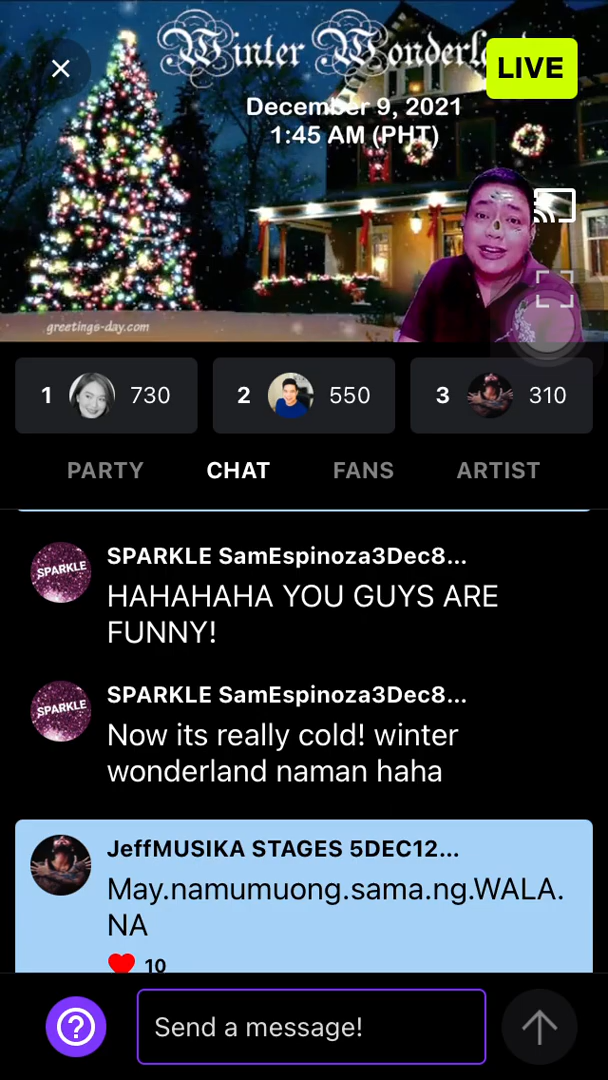 Winter Wonderl
LIVE
December 9, 2021
1:45 AM (PHT)
greetings-day.com
1 730 2 550 3 310
PARTY CHAT FANS ARTIST
SPARKLE
SPARKLE SamEspinoza3Dec8...
HAHAHAHA YOU GUYS ARE
FUNNY!
SPARKLE
SPARKLE SamEspinoza3Dec8...
Now its really cold! winter
wonderland naman haha
JeffMUSIKA STAGES 5DEC12...
May.namumuong.sama.ng.WALA.
NA
10
Send a message!